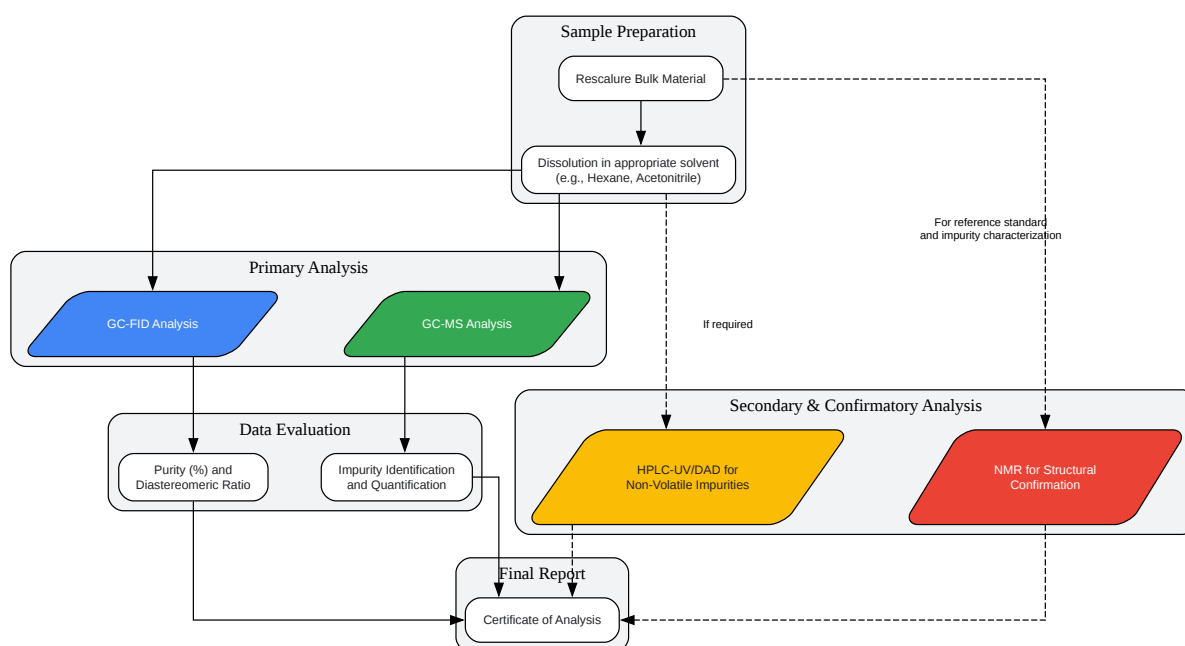 Sample Preparation
Rescalure Bulk Material
Dissolution in appropriate solvent
(e.g., Hexane, Acetonitrile)
For reference standard
and impurity characterization
Primary Analysis
GC-FID Analysis
GC-MS Analysis
If required
Secondary & Confirmatory Analysis
HPLC-UV/DAD for
Non-Volatile Impurities
NMR for Structural
Confirmation
Data Evaluation
Purity (%) and
Diastereomeric Ratio
Impurity Identification
and Quantification
Final Report
Certificate of Analysis